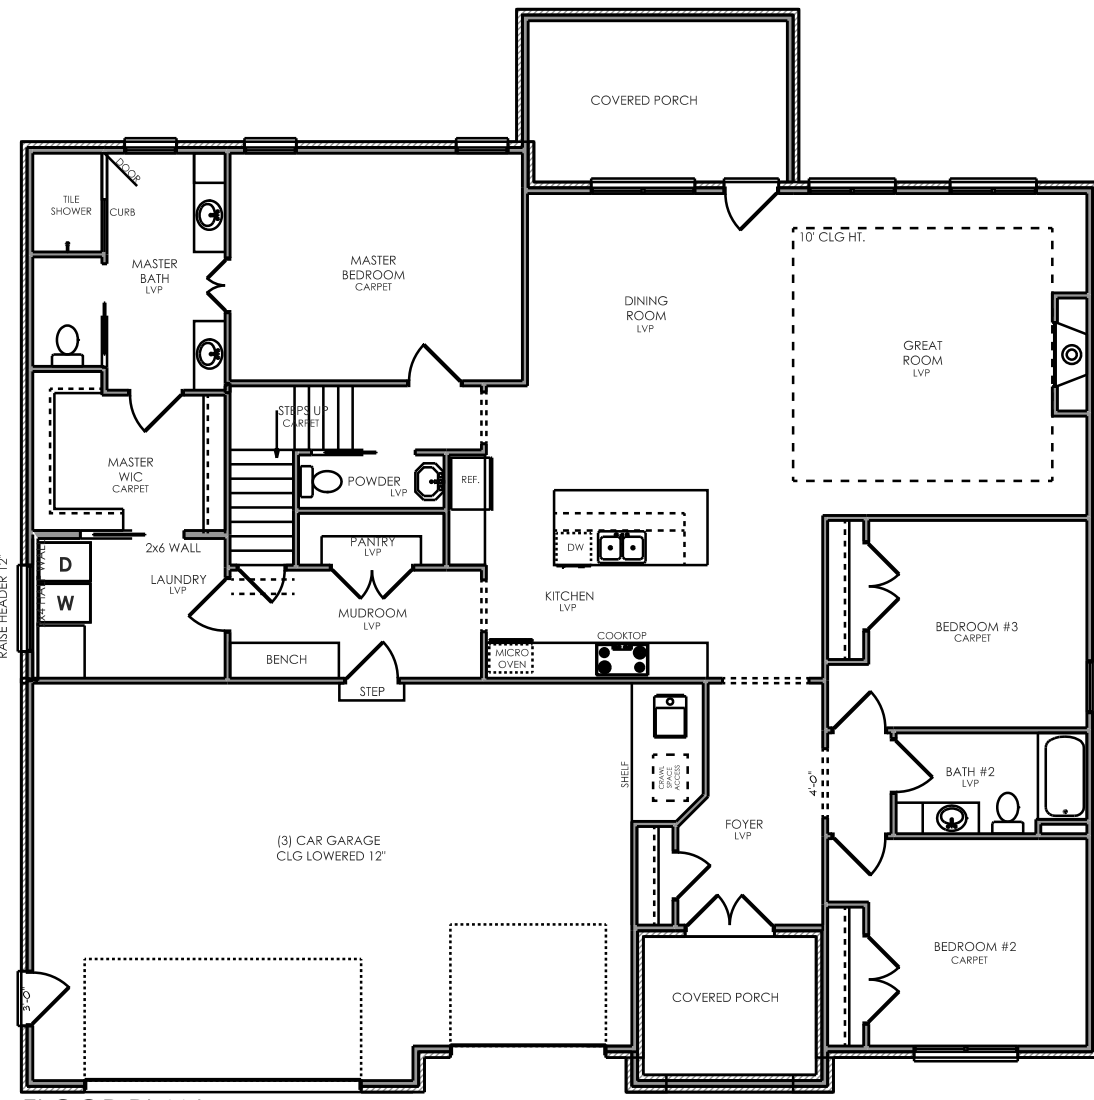 COVERED PORCH
DOOR
TILE
SHOWER
CURB
MASTER
BATH
LVP
MASTER
BEDROOM
CARPET
10' CLG HT.
DINING
ROOM
LVP
GREAT
ROOM
LVP
STEPS UP
CARPET
MASTER
WIC
CARPET
POWDER
LVP
REF.
2x6 WALL
PANTRY
LVP
DW
D
W
LAUNDRY
LVP
RAISE HEADER 12"
MUDROOM
LVP
KITCHEN
LVP
COOKTOP
BENCH
MICRO
OVEN
STEP
BEDROOM #3
CARPET
SHELF
CRAWL
SPACE
ACCESS
4'-0"
BATH #2
LVP
FOYER
LVP
(3) CAR GARAGE
CLG LOWERED 12"
BEDROOM #2
CARPET
3'-0"
COVERED PORCH